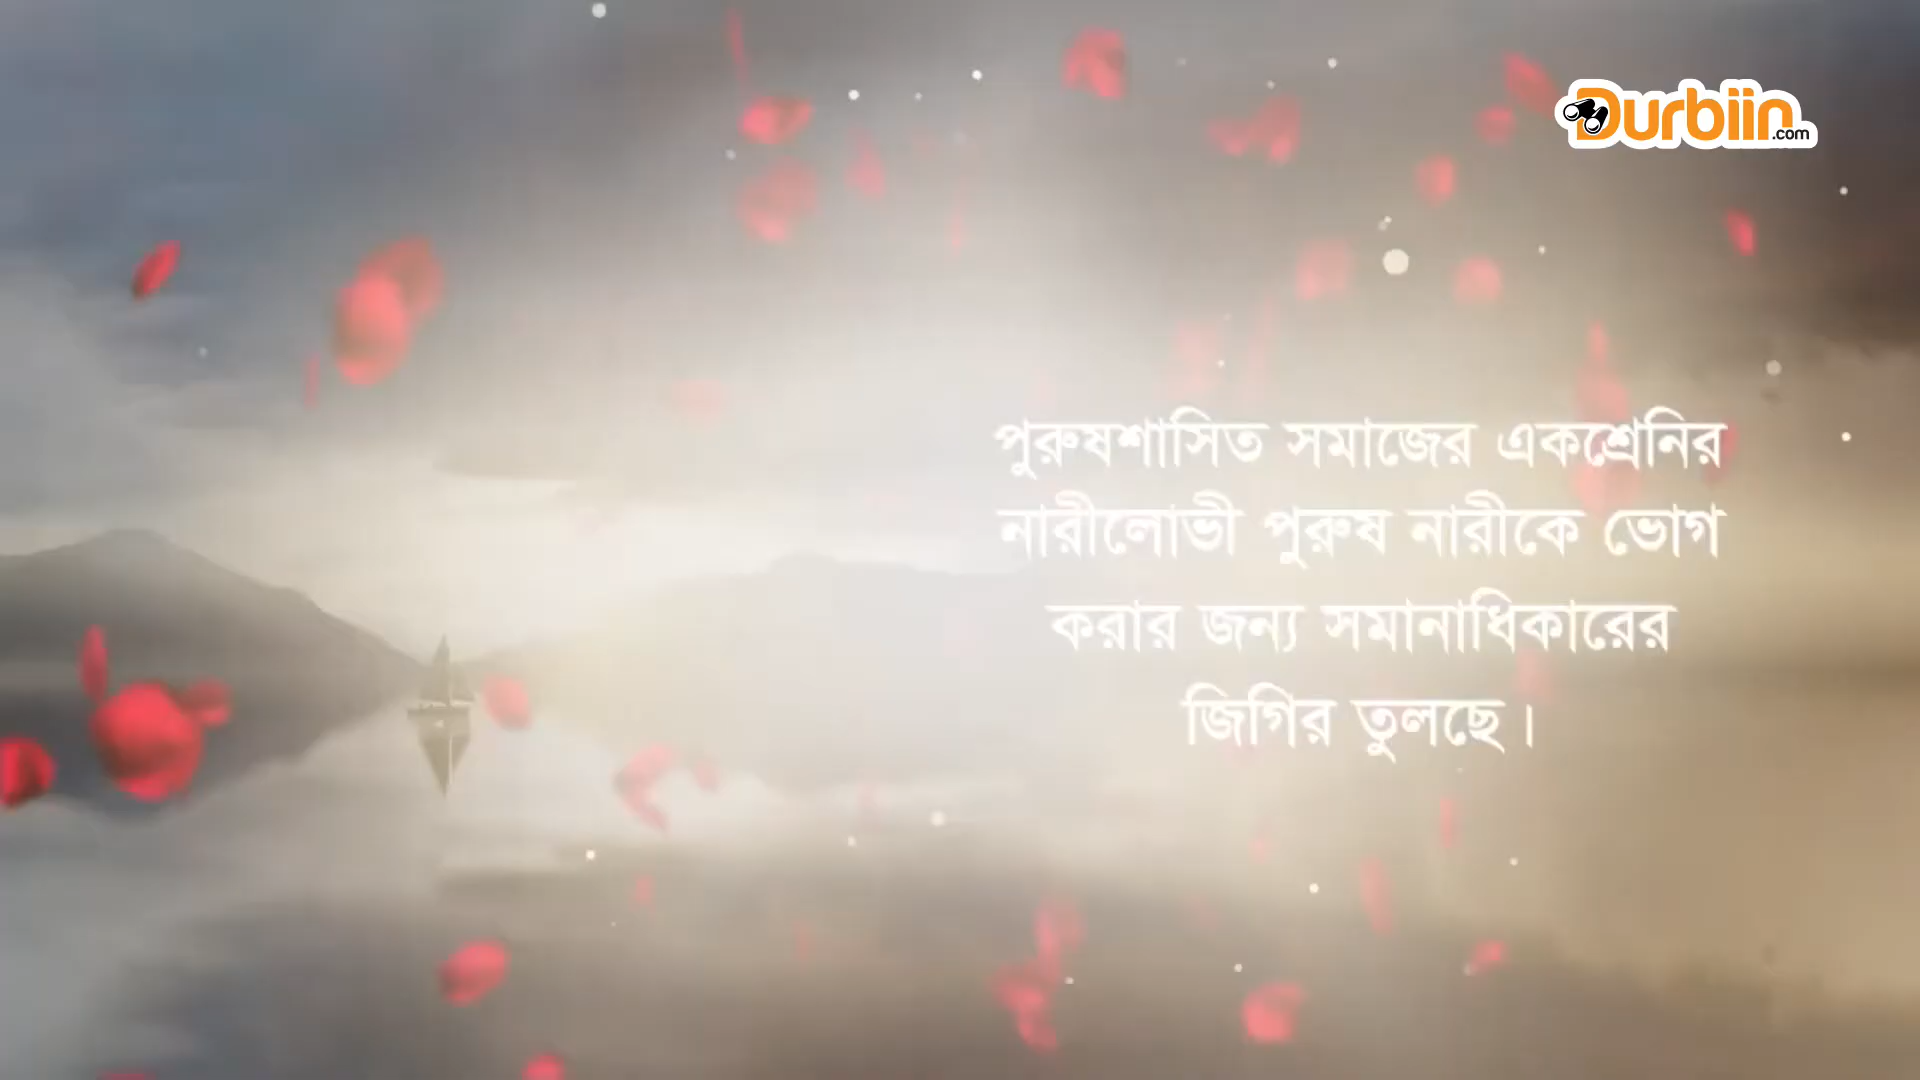 Durbiin.com
পুরুষশাসিত সমাজের একশ্রেনির
নারীলোভী পুরুষ নারীকে ভোগ
করার জন্য সমানাধিকারের
জিগির তুলছে।